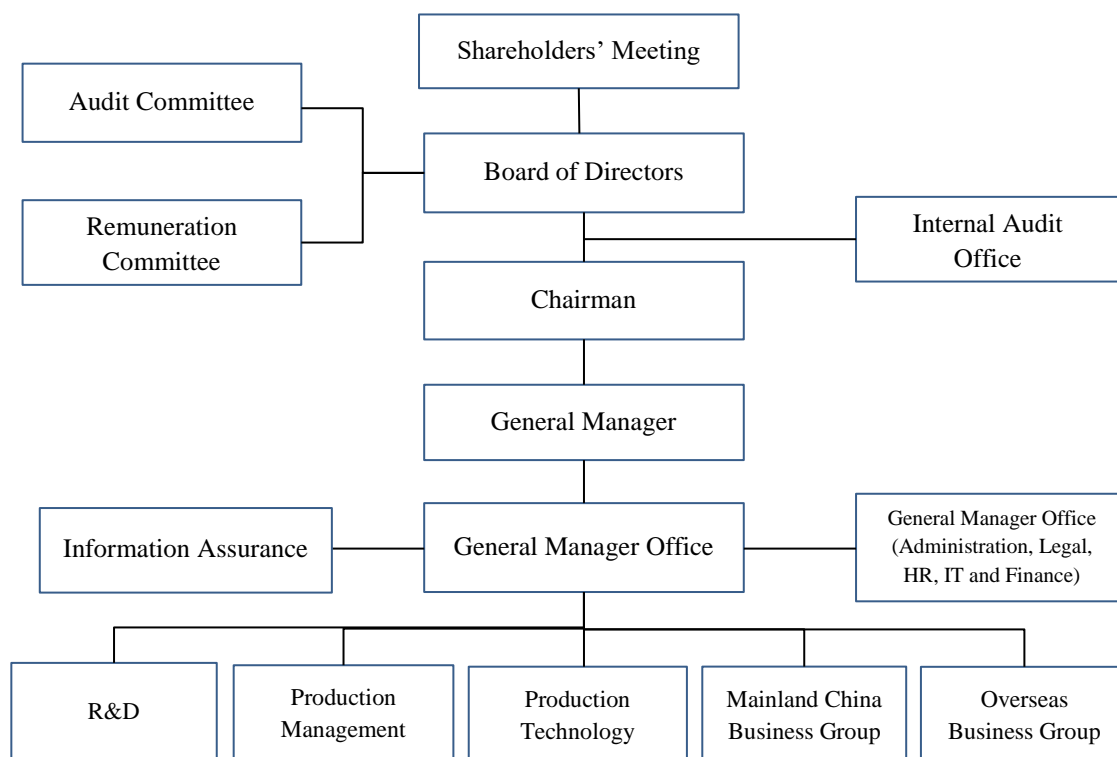 Shareholders’ Meeting
Audit Committee
Board of Directors
Remuneration
Committee
Internal Audit
Office
Chairman
General Manager
Information Assurance
General Manager Office
General Manager Office
(Administration, Legal,
HR, IT and Finance)
R&D
Production
Management
Production
Technology
Mainland China
Business Group
Overseas
Business Group